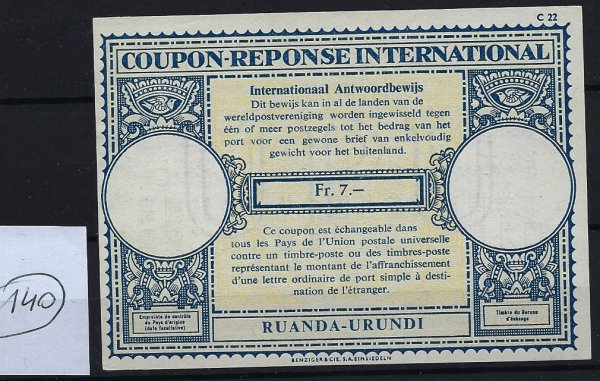 C 22
COUPON-REPONSE INTERNATIONAL
Internationaal Antwoordbewijs
Dit bewijs kan in al de landen van de
wereldpostvereniging worden ingewisseld tegen
één of meer postzegels tot het bedrag van het
port voor een gewone brief van enkelvoudig
gewicht voor het buitenland.
Fr. 7.—
Ce coupon est échangeable dans
tous les Pays de l'Union postale universelle
contre un timbre-poste ou des timbres-poste
représentant le montant de l'affranchissement
d'une lettre ordinaire de port simple à desti-
nation de l'étranger.
140
Empreinte de contrôle
du Pays d'origine
(date facultative)
Timbre du Bureau
d'échange
RUANDA-URUNDI
BENZIGER & CIE. S.A. EINSIEDELN